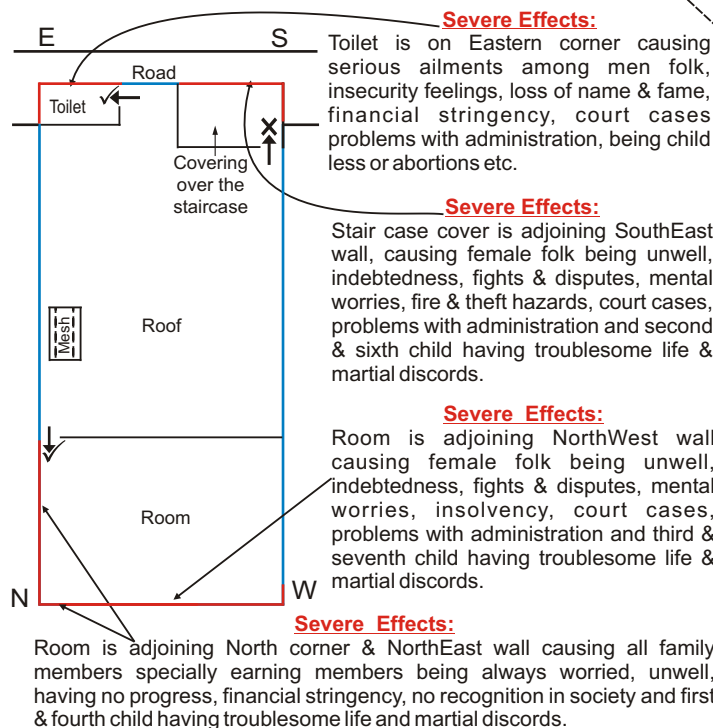 E
S
Road
Toilet
Covering
over the
staircase
Mesh
Roof
Room
N
W
Severe Effects:
Toilet is on Eastern corner causing
serious ailments among men folk,
insecurity feelings, loss of name & fame,
financial stringency, court cases
problems with administration, being child
less or abortions etc.
Severe Effects:
Stair case cover is adjoining SouthEast
wall, causing female folk being unwell,
indebtedness, fights & disputes, mental
worries, fire & theft hazards, court cases,
problems with administration and second
& sixth child having troublesome life &
martial discords.
Severe Effects:
Room is adjoining NorthWest wall
causing female folk being unwell,
indebtedness, fights & disputes, mental
worries, insolvency, court cases,
problems with administration and third &
seventh child having troublesome life &
martial discords.
Severe Effects:
Room is adjoining North corner & NorthEast wall causing all family
members specially earning members being always worried, unwell,
having no progress, financial stringency, no recognition in society and first
& fourth child having troublesome life and martial discords.